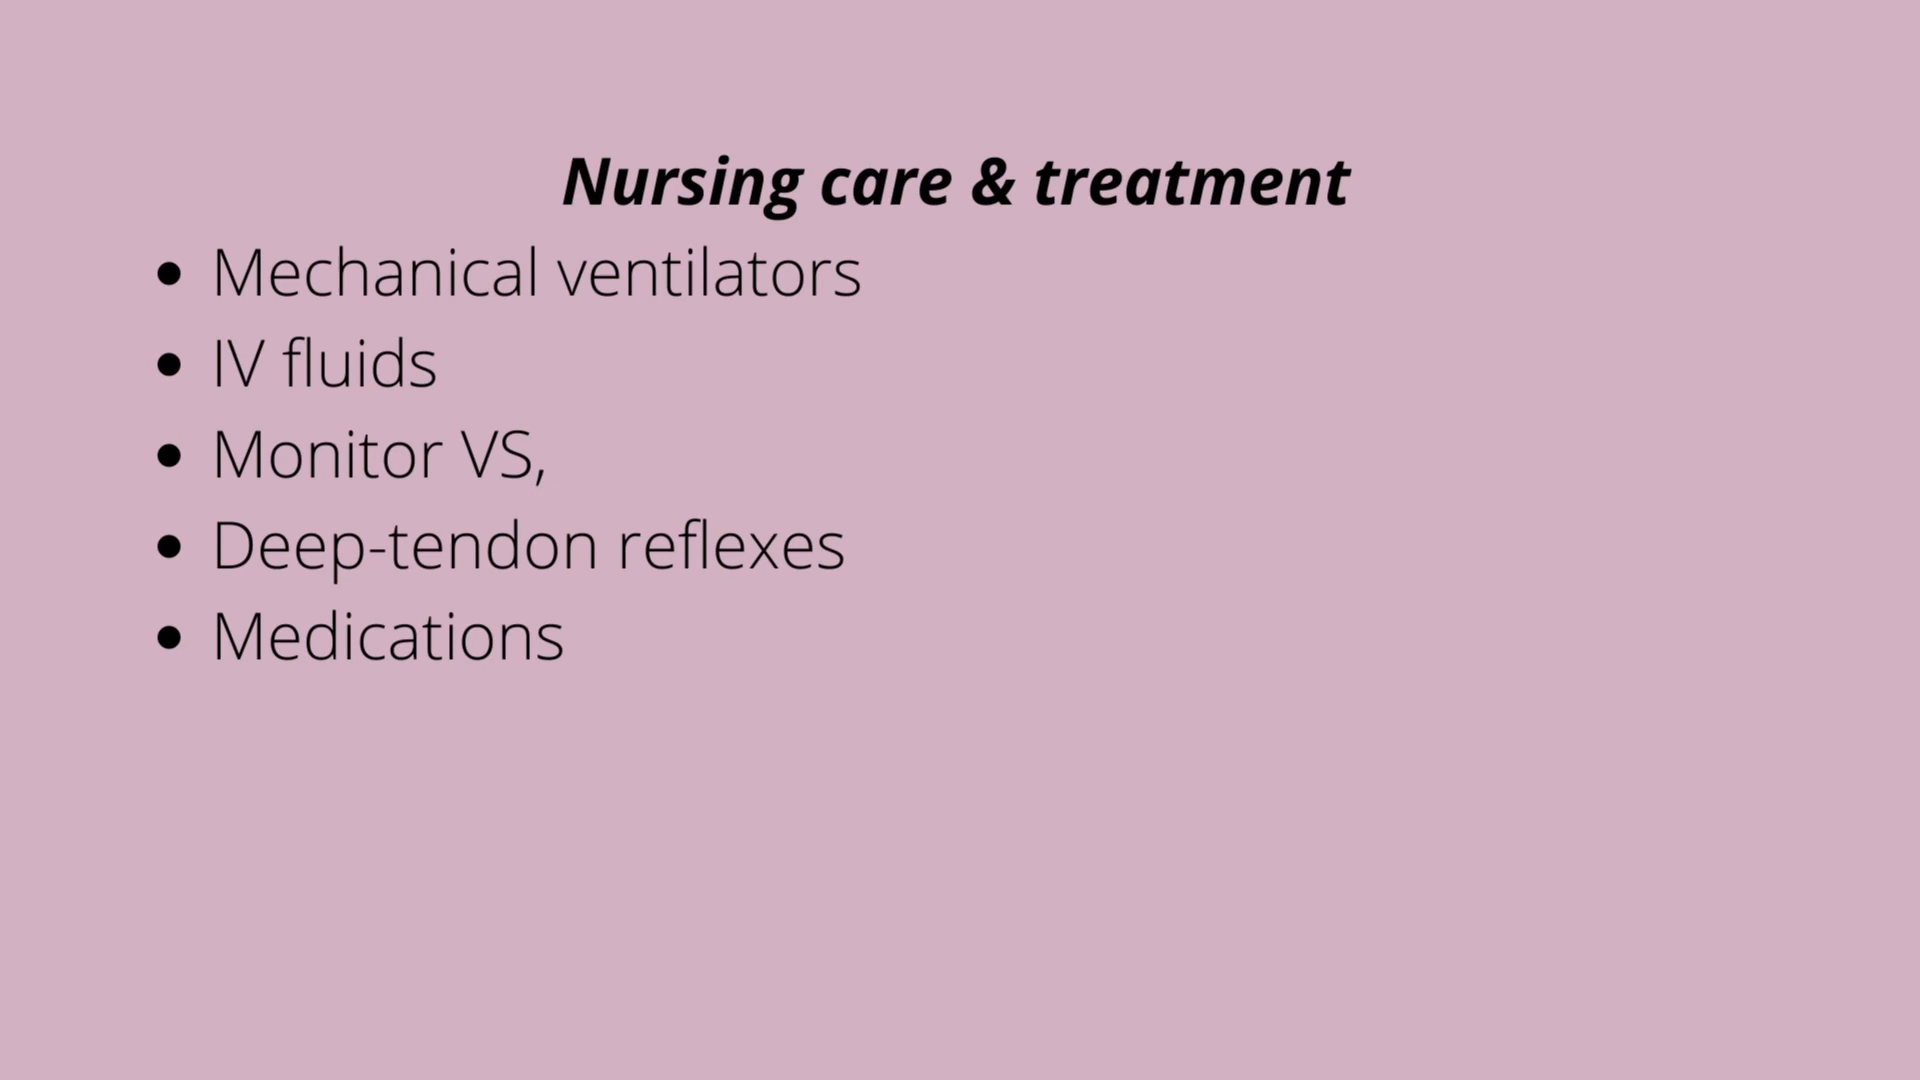 Nursing care & treatment
• Mechanical ventilators
• IV fluids
• Monitor VS,
• Deep-tendon reflexes
• Medications